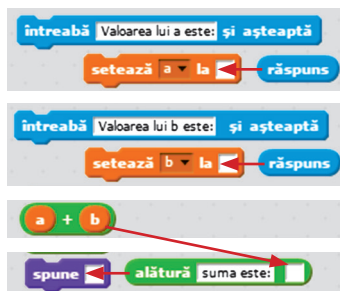 întreabă Valoarea lui a este: și așteaptă
setează a la răspuns
întreabă Valoarea lui b este: și așteaptă
setează b la răspuns
a + b
spune alătură suma este: